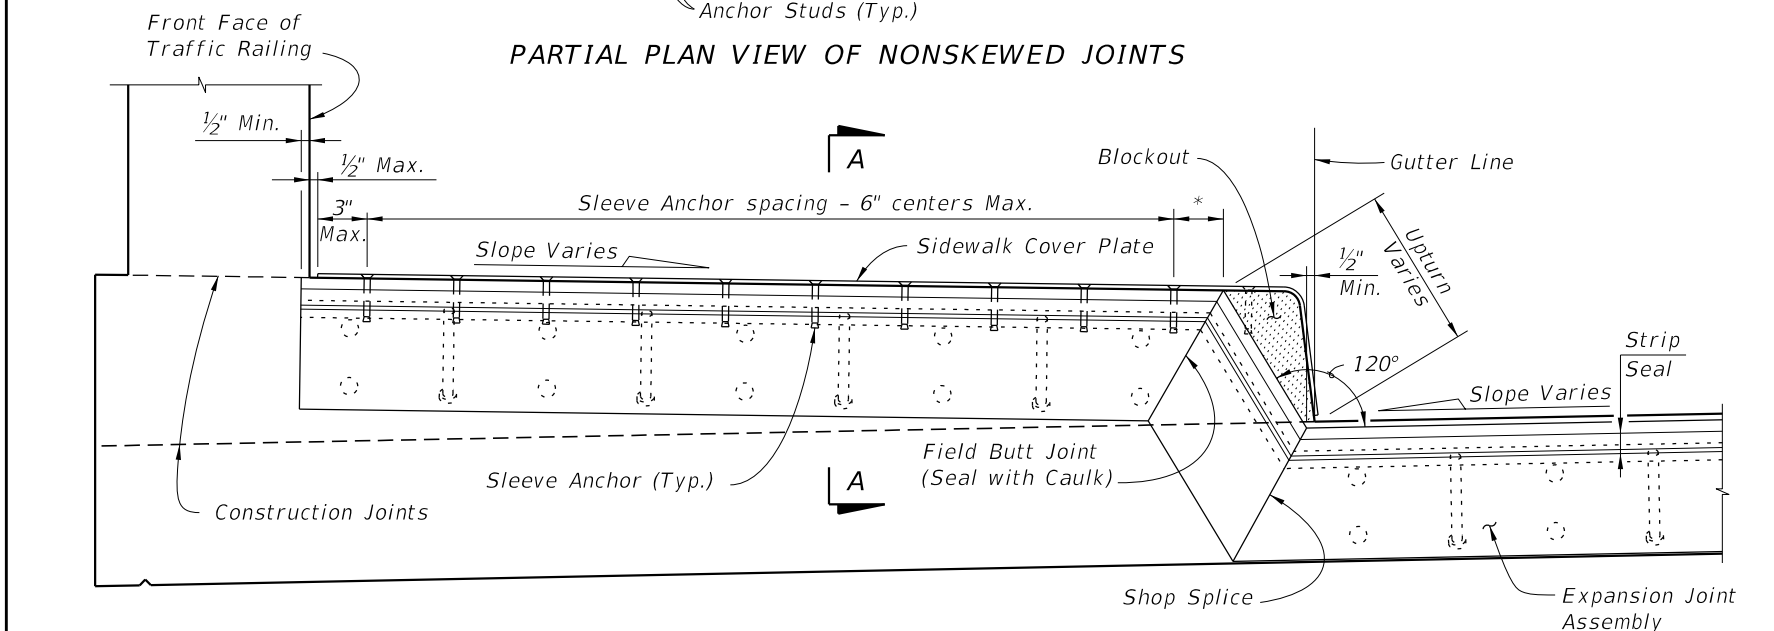 Anchor Studs (Typ.)
PARTIAL PLAN VIEW OF NONSKEWED JOINTS
Front Face of
Traffic Railing
½" Min.
½" Max.
3"
Max.
Sleeve Anchor spacing - 6" centers Max.
*
A
Blockout
Gutter Line
Slope Varies
Sidewalk Cover Plate
Upturn
Varies
½"
Min.
120°
Strip
Seal
Slope Varies
Field Butt Joint
(Seal with Caulk)
Sleeve Anchor (Typ.)
A
Construction Joints
Shop Splice
Expansion Joint
Assembly